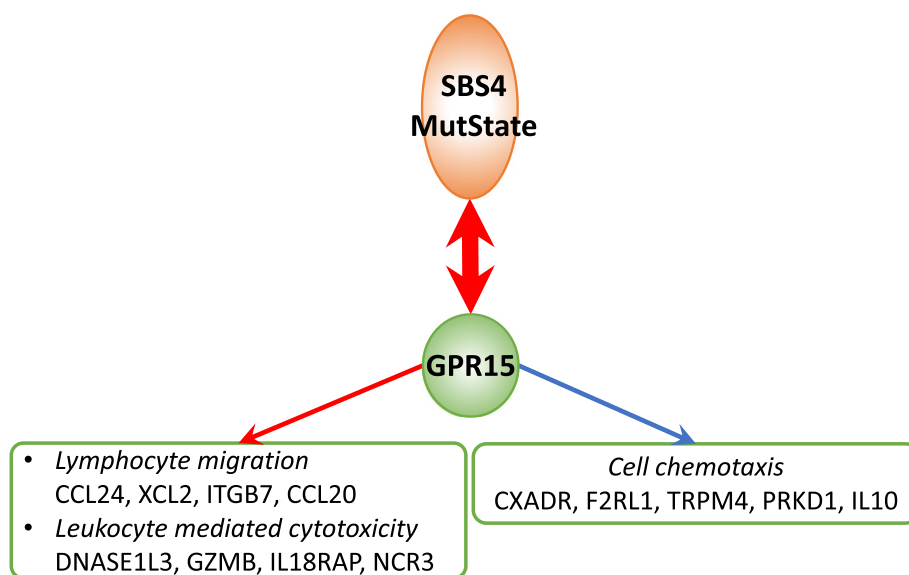 SBS4
MutState
GPR15
• Lymphocyte migration
CCL24, XCL2, ITGB7, CCL20
• Leukocyte mediated cytotoxicity
DNASE1L3, GZMB, IL18RAP, NCR3
Cell chemotaxis
CXADR, F2RL1, TRPM4, PRKD1, IL10